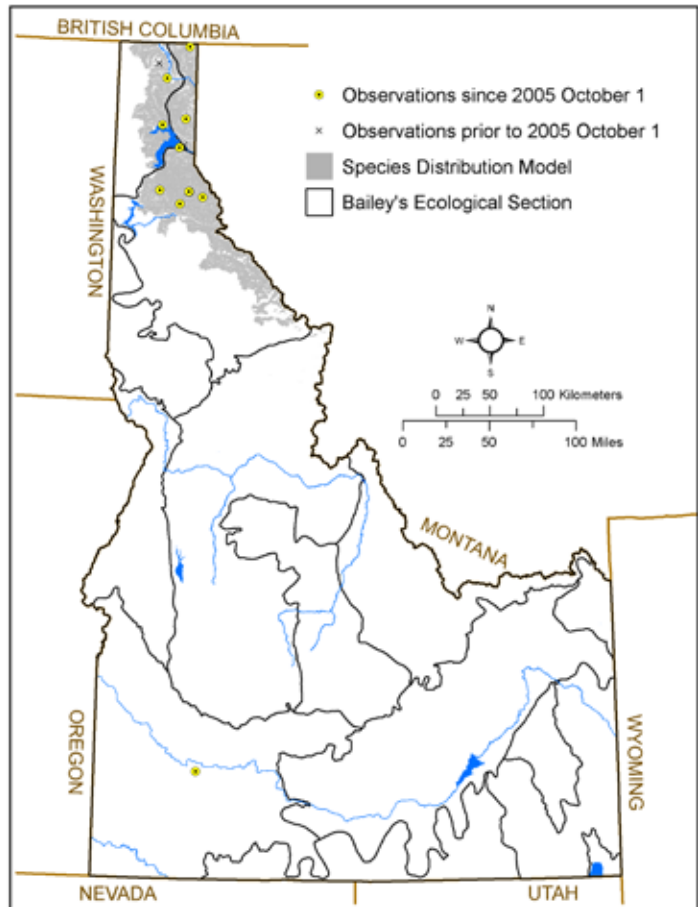 BRITISH COLUMBIA
Observations since 2005 October 1
Observations prior to 2005 October 1
Species Distribution Model
Bailey's Ecological Section
WASHINGTON
N
W E
S
0 25 50 100 Kilometers
0 25 50 100 Miles
MONTANA
OREGON
WYOMING
NEVADA UTAH